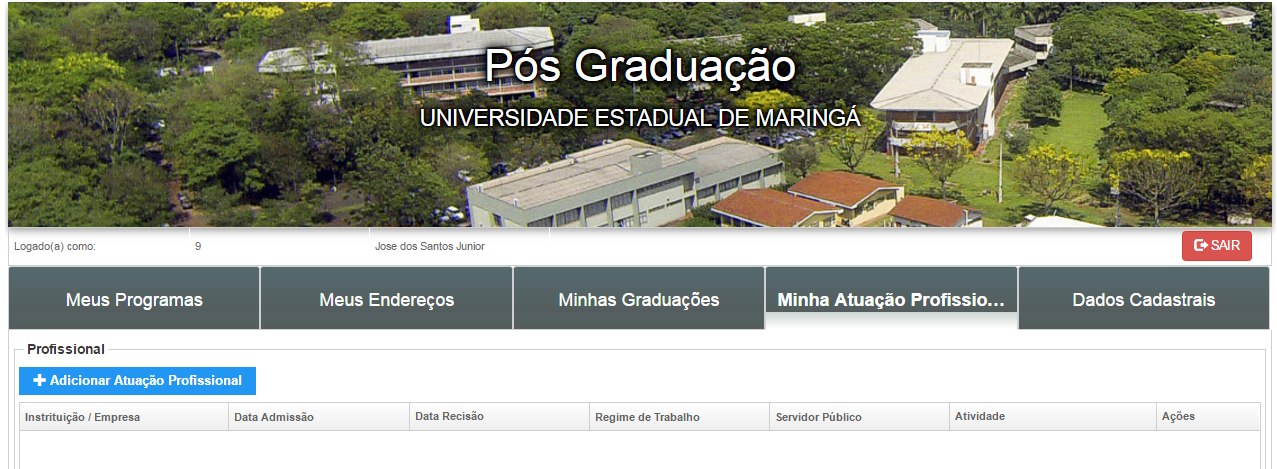 Pós Graduação
UNIVERSIDADE ESTADUAL DE MARINGÁ
Logado(a) como: 9 Jose dos Santos Junior SAIR
Meus Programas Meus Endereços Minhas Graduações Minha Atuação Profissio... Dados Cadastrais
Profissional
Adicionar Atuação Profissional
Instrituição / Empresa Data Admissão Data Recisão Regime de Trabalho Servidor Público Atividade Ações